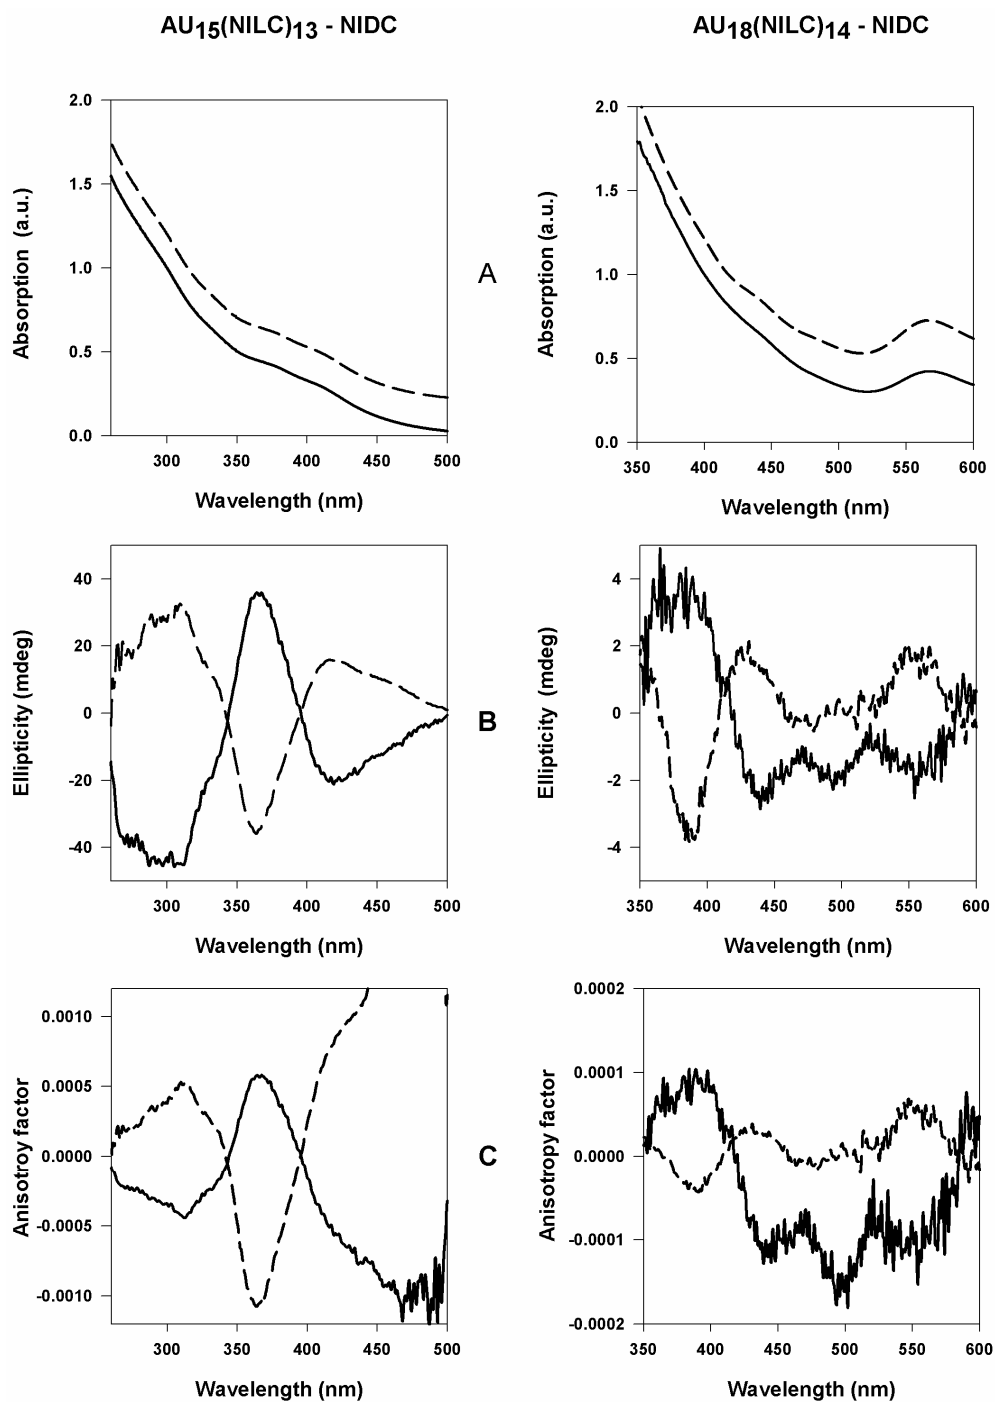 AU15(NILC)13 - NIDC
AU18(NILC)14 - NIDC
Absorption (a.u.)
2.0
1.5
1.0
0.5
0.0
300 350 400 450 500
Wavelength (nm)
A
Absorption (a.u.)
2.0
1.5
1.0
0.5
0.0
350 400 450 500 550 600
Wavelength (nm)
Ellipticity (mdeg)
40
20
0
-20
-40
300 350 400 450 500
Wavelength (nm)
B
Ellipticity (mdeg)
4
2
0
-2
-4
350 400 450 500 550 600
Wavelength (nm)
Anisotroy factor
0.0010
0.0005
0.0000
-0.0005
-0.0010
300 350 400 450 500
Wavelength (nm)
C
Anisotropy factor
0.0002
0.0001
0.0000
-0.0001
-0.0002
350 400 450 500 550 600
Wavelength (nm)